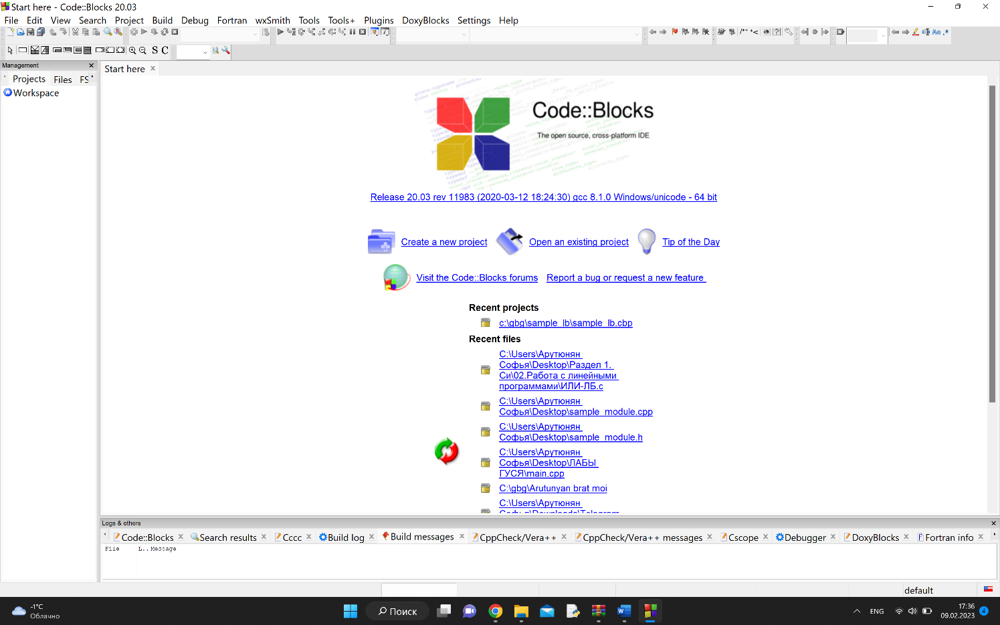 Start here - Code::Blocks 20.03
File Edit View Search Project Build Debug Fortran wxSmith Tools Tools+ Plugins DoxyBlocks Settings Help
S C
Management
Projects Files FS
Workspace
Start here
Code::Blocks
The open source, cross-platform IDE
Release 20.03 rev 11983 (2020-03-12 18:24:30) gcc 8.1.0 Windows/unicode - 64 bit
Create a new project Open an existing project Tip of the Day
Visit the Code::Blocks forums Report a bug or request a new feature
Recent projects
c:\gbg\sample_lb\sample_lb.cbp
Recent files
C:\Users\Арутюнян
Софья\Desktop\Раздел 1.
Си\02.Работа с линейными
программами\ИЛИ-ЛБ.c
C:\Users\Арутюнян
Софья\Desktop\sample_module.cpp
C:\Users\Арутюнян
Софья\Desktop\sample_module.h
C:\Users\Арутюнян
Софья\Desktop\ЛАБЫ
ГУСЯ\main.cpp
C:\gbg\Arutunyan brat moi
C:\Users\Арутюнян
Софья\Downloads\Telegram
Logs & others
Code::Blocks Search results Cccc Build log Build messages CppCheck/Vera++ CppCheck/Vera++ messages Cscope Debugger DoxyBlocks Fortran info
File L.. Message
default
-1°C
Облачно
Поиск
ENG
17:36
09.02.2023
4